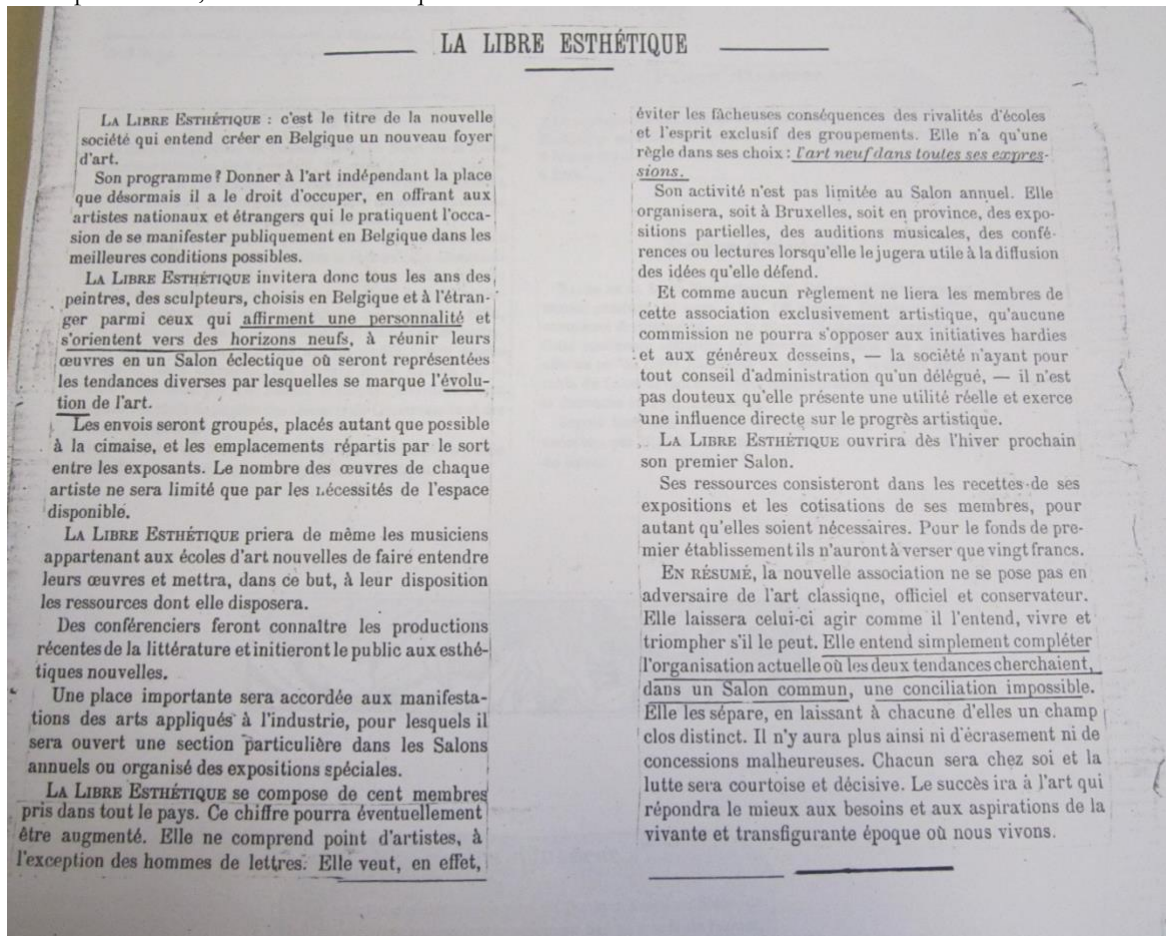 LA LIBRE ESTHÉTIQUE
LA LIBRE ESTHÉTIQUE : c'est le titre de la nouvelle
société qui entend créer en Belgique un nouveau foyer
d'art.
Son programme ? Donner à l'art indépendant la place
que désormais il a le droit d'occuper, en offrant aux
artistes nationaux et étrangers qui le pratiquent l'occa-
sion de se manifester publiquement en Belgique dans les
meilleures conditions possibles.
LA LIBRE ESTHÉTIQUE invitera donc tous les ans des
peintres, des sculpteurs, choisis en Belgique et à l'étran-
ger parmi ceux qui affirment une personnalité et
s'orientent vers des horizons neufs, à réunir leurs
œuvres en un Salon éclectique où seront représentées
les tendances diverses par lesquelles se marque l'évolu-
tion de l'art.
Les envois seront groupés, placés autant que possible
à la cimaise, et les emplacements répartis par le sort
entre les exposants. Le nombre des œuvres de chaque
artiste ne sera limité que par les nécessités de l'espace
disponible.
LA LIBRE ESTHÉTIQUE priera de même les musiciens
appartenant aux écoles d'art nouvelles de faire entendre
leurs œuvres et mettra, dans ce but, à leur disposition
les ressources dont elle disposera.
Des conférenciers feront connaître les productions
récentes de la littérature et initieront le public aux esthé-
tiques nouvelles.
Une place importante sera accordée aux manifesta-
tions des arts appliqués à l'industrie, pour lesquels il
sera ouvert une section particulière dans les Salons
annuels ou organisé des expositions spéciales.
LA LIBRE ESTHÉTIQUE se compose de cent membres
pris dans tout le pays. Ce chiffre pourra éventuellement
être augmenté. Elle ne comprend point d'artistes, à
l'exception des hommes de lettres. Elle veut, en effet,
éviter les fâcheuses conséquences des rivalités d'écoles
et l'esprit exclusif des groupements. Elle n'a qu'une
règle dans ses choix : l'art neuf dans toutes ses expres-
sions.
Son activité n'est pas limitée au Salon annuel. Elle
organisera, soit à Bruxelles, soit en province, des expo-
sitions partielles, des auditions musicales, des confé-
rences ou lectures lorsqu'elle le jugera utile à la diffusion
des idées qu'elle défend.
Et comme aucun règlement ne liera les membres de
cette association exclusivement artistique, qu'aucune
commission ne pourra s'opposer aux initiatives hardies
et aux généreux desseins, — la société n'ayant pour
tout conseil d'administration qu'un délégué, — il n'est
pas douteux qu'elle présente une utilité réelle et exerce
une influence directe sur le progrès artistique.
LA LIBRE ESTHÉTIQUE ouvrira dès l'hiver prochain
son premier Salon.
Ses ressources consisteront dans les recettes de ses
expositions et les cotisations de ses membres, pour
autant qu'elles soient nécessaires. Pour le fonds de pre-
mier établissement ils n'auront à verser que vingt francs.
EN RÉSUMÉ, la nouvelle association ne se pose pas en
adversaire de l'art classique, officiel et conservateur.
Elle laissera celui-ci agir comme il l'entend, vivre et
triompher s'il le peut. Elle entend simplement compléter
l'organisation actuelle où les deux tendances cherchaient,
dans un Salon commun, une conciliation impossible.
Elle les sépare, en laissant à chacune d'elles un champ
clos distinct. Il n'y aura plus ainsi ni d'écrasement ni de
concessions malheureuses. Chacun sera chez soi et la
lutte sera courtoise et décisive. Le succès ira à l'art qui
répondra le mieux aux besoins et aux aspirations de la
vivante et transfigurante époque où nous vivons.